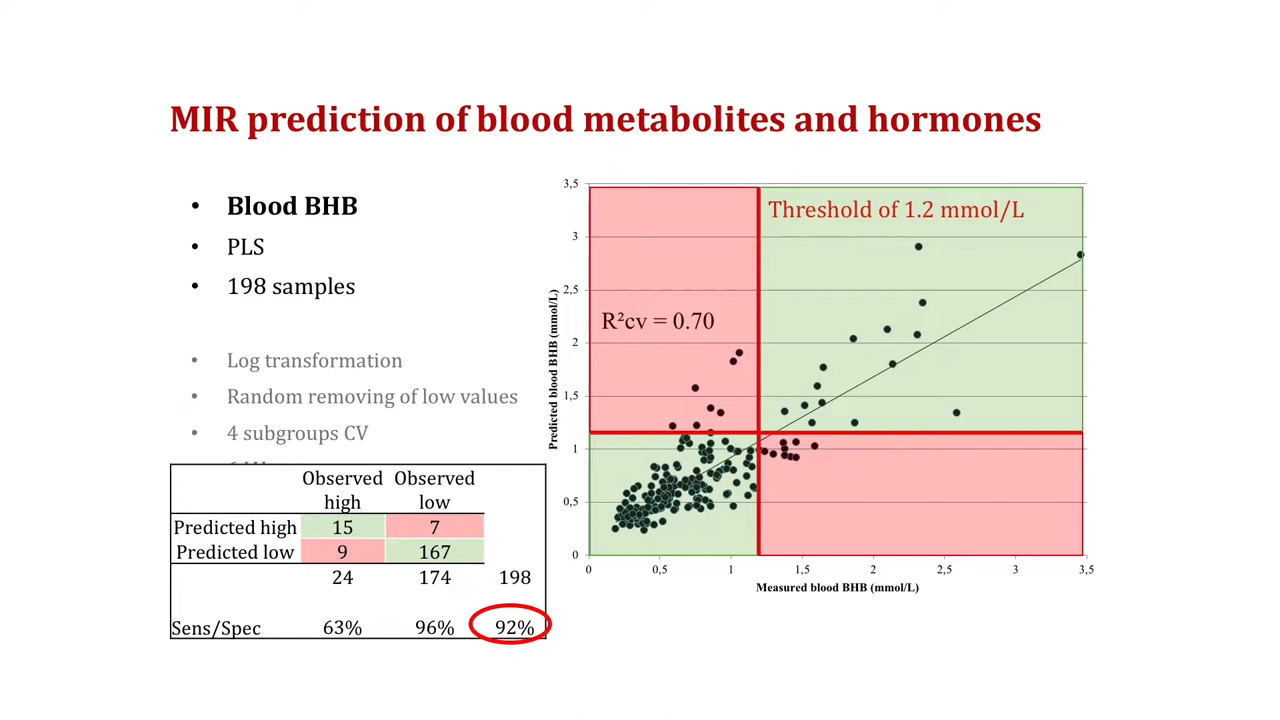 MIR prediction of blood metabolites and hormones
• Blood BHB
• PLS
• 198 samples
• Log transformation
• Random removing of low values
• 4 subgroups CV
Observed high Observed low
Predicted high 15 7
Predicted low 9 167
24 174 198
Sens/Spec 63% 96% 92%
Threshold of 1.2 mmol/L
R²cv = 0.70
Predicted blood BHB (mmol/L)
3,5
3
2,5
2
1,5
1
0,5
0
0 0,5 1 1,5 2 2,5 3 3,5
Measured blood BHB (mmol/L)